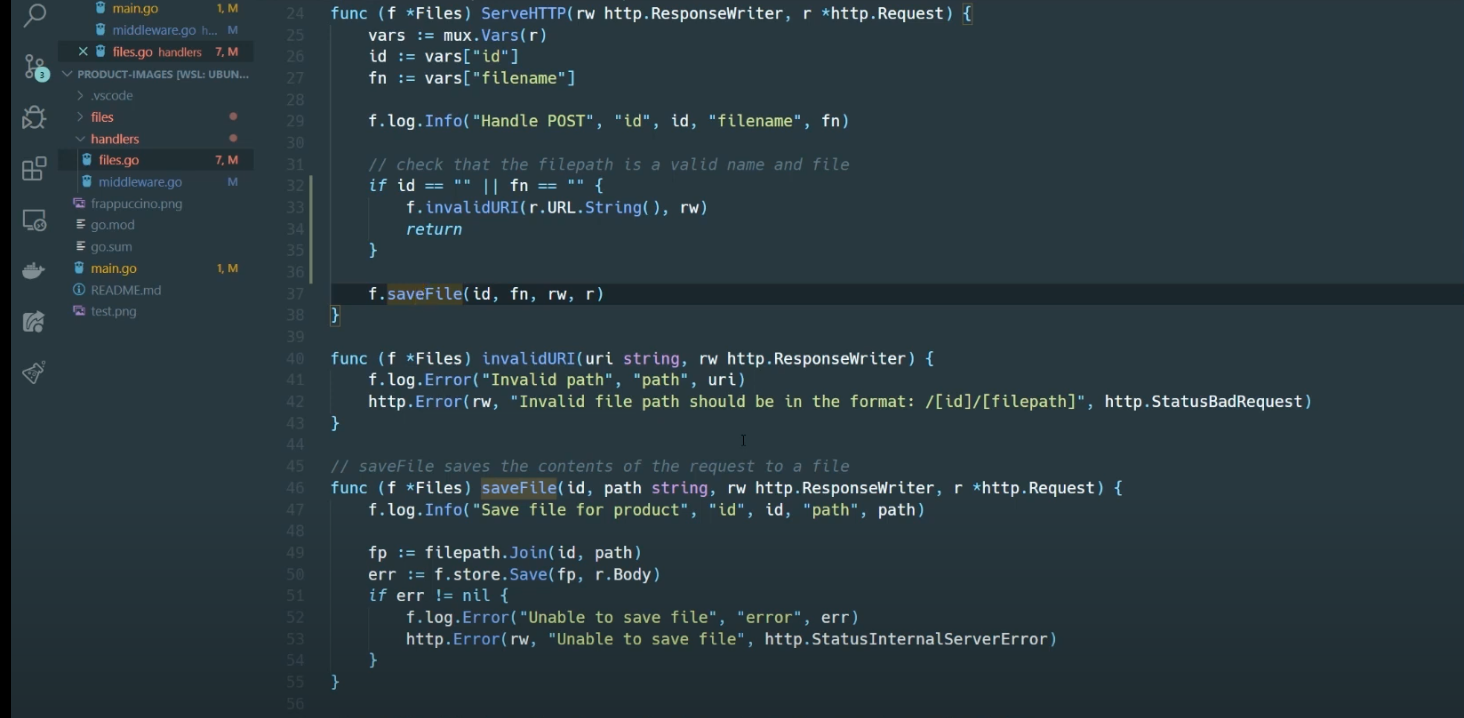 main.go 1, M
middleware.go h... M
files.go handlers 7, M
PRODUCT-IMAGES [WSL: UBUN...
.vscode
files
handlers
files.go 7, M
middleware.go M
frappuccino.png
go.mod
go.sum
main.go 1, M
README.md
test.png
3
24 func (f *Files) ServeHTTP(rw http.ResponseWriter, r *http.Request) {
25 vars := mux.Vars(r)
26 id := vars["id"]
27 fn := vars["filename"]
28
29 f.log.Info("Handle POST", "id", id, "filename", fn)
30
31 // check that the filepath is a valid name and file
32 if id == "" || fn == "" {
33 f.invalidURI(r.URL.String(), rw)
34 return
35 }
36
37 f.saveFile(id, fn, rw, r)
38 }
39
40 func (f *Files) invalidURI(uri string, rw http.ResponseWriter) {
41 f.log.Error("Invalid path", "path", uri)
42 http.Error(rw, "Invalid file path should be in the format: /[id]/[filepath]", http.StatusBadRequest)
43 }
44
45 // saveFile saves the contents of the request to a file
46 func (f *Files) saveFile(id, path string, rw http.ResponseWriter, r *http.Request) {
47 f.log.Info("Save file for product", "id", id, "path", path)
48
49 fp := filepath.Join(id, path)
50 err := f.store.Save(fp, r.Body)
51 if err != nil {
52 f.log.Error("Unable to save file", "error", err)
53 http.Error(rw, "Unable to save file", http.StatusInternalServerError)
54 }
55 }
56